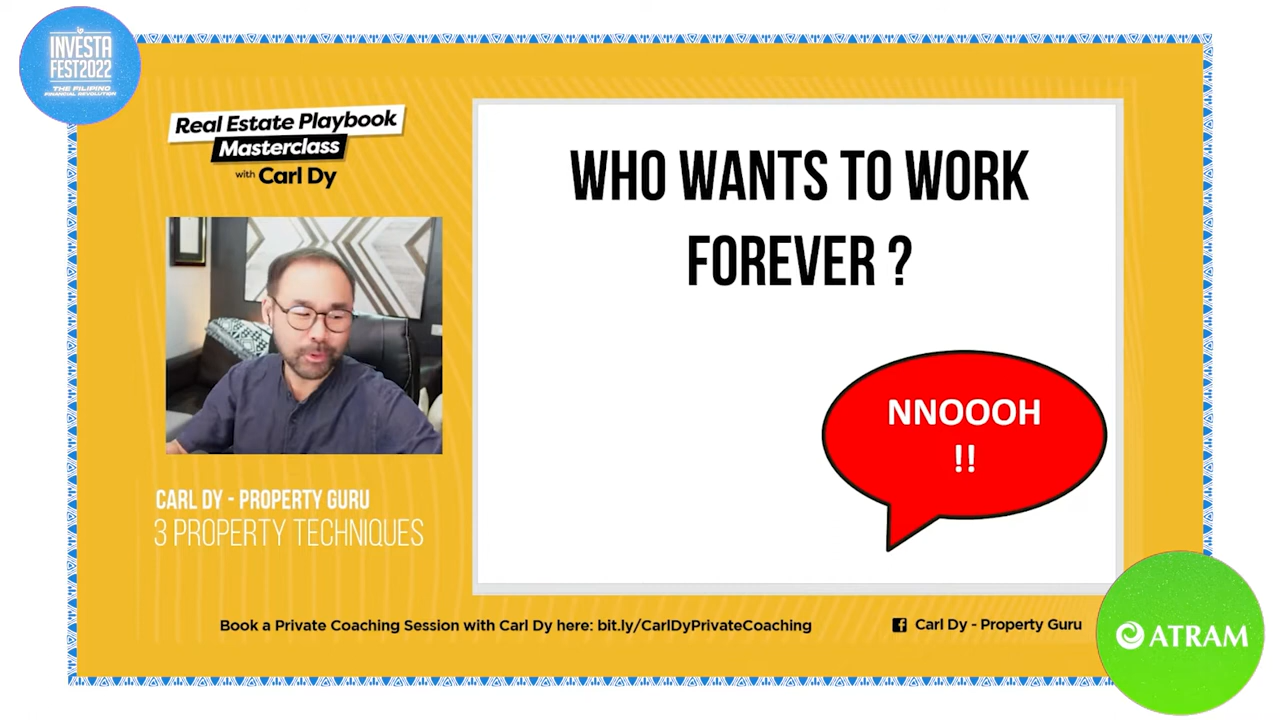 INVESTA
FEST2022
THE FILIPINO
FINANCIAL REVOLUTION
Real Estate Playbook
Masterclass
with Carl Dy
WHO WANTS TO WORK
FOREVER ?
NNOOOH
!!
CARL DY - PROPERTY GURU
3 PROPERTY TECHNIQUES
Book a Private Coaching Session with Carl Dy here: bit.ly/CarlDyPrivateCoaching
Carl Dy - Property Guru
ATRAM